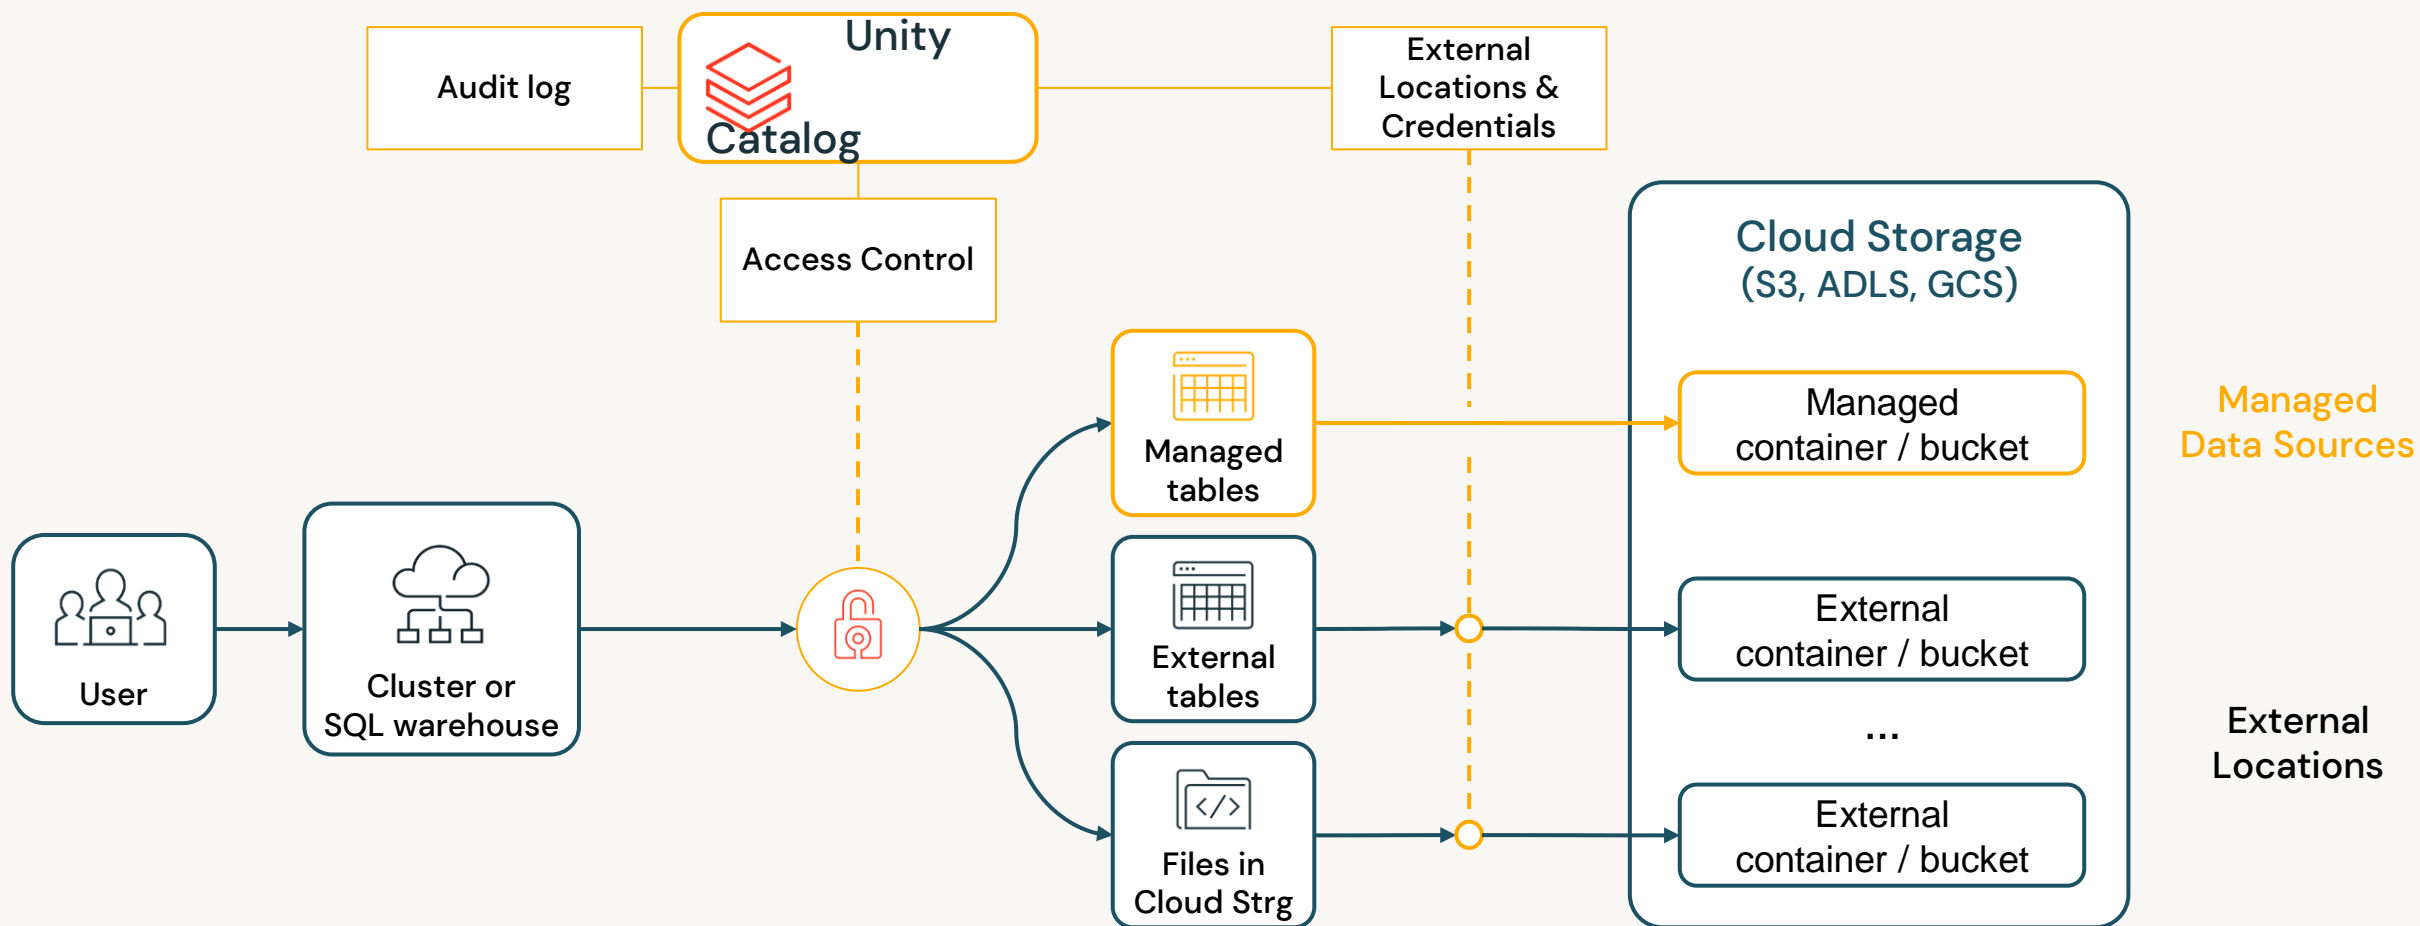 Unity
Catalog
Audit log
External
Locations &
Credentials
Access Control
Cloud Storage
(S3, ADLS, GCS)
Managed
tables
Managed
container / bucket
Managed
Data Sources
User
Cluster or
SQL warehouse
External
tables
External
container / bucket
...
External
Locations
Files in
Cloud Strg
External
container / bucket